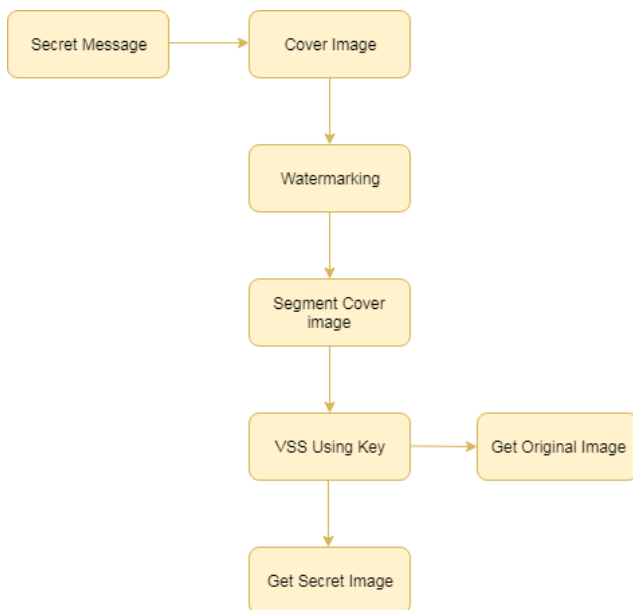 Secret Message
Cover Image
Watermarking
Segment Cover
image
VSS Using Key
Get Original Image
Get Secret Image